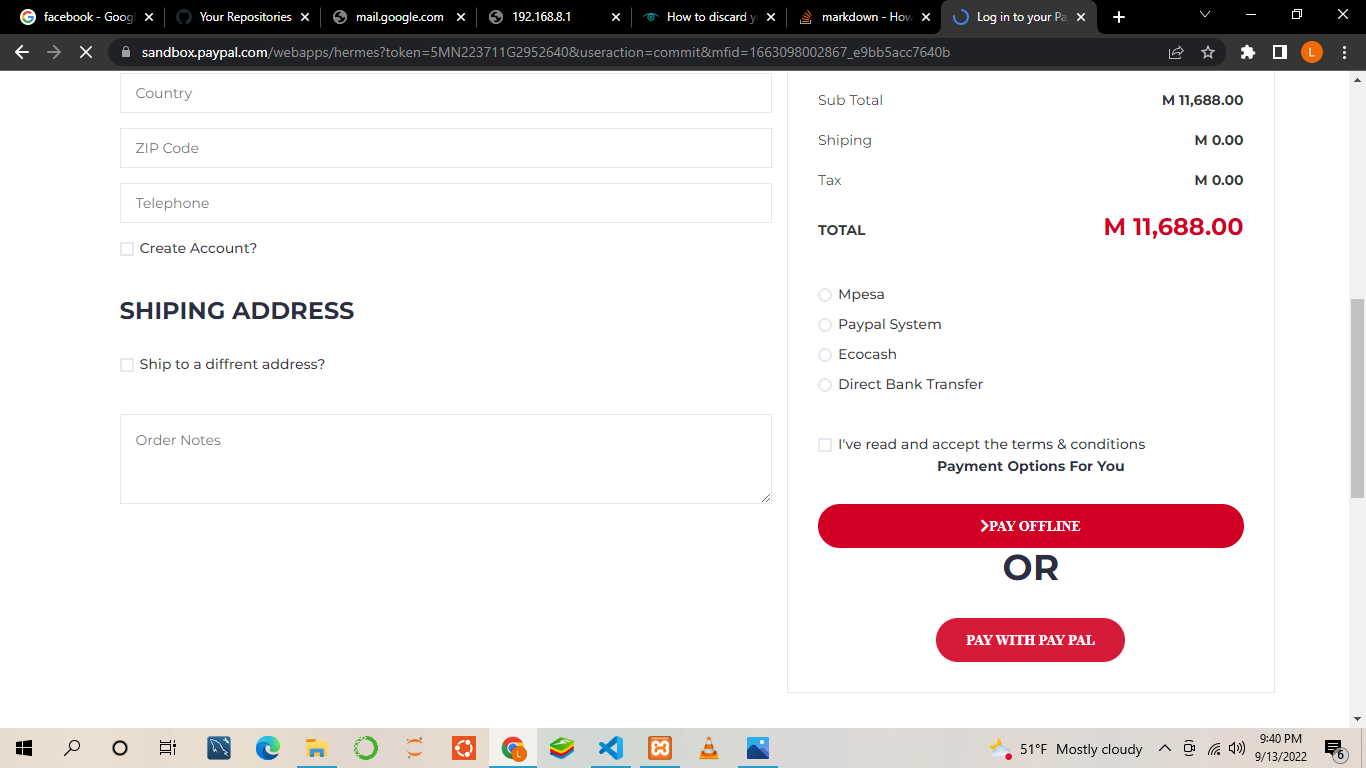 facebook - Goog
Your Repositories
mail.google.com
192.168.8.1
How to discard y
markdown - How
Log in to your Pa
sandbox.paypal.com/webapps/hermes?token=5MN223711G2952640&useraction=commit&mfid=1663098002867_e9bb5acc7640b
L
Country
ZIP Code
Telephone
Create Account?
SHIPING ADDRESS
Ship to a diffrent address?
Order Notes
Sub Total M 11,688.00
Shiping M 0.00
Tax M 0.00
TOTAL M 11,688.00
Mpesa
Paypal System
Ecocash
Direct Bank Transfer
I've read and accept the terms & conditions
Payment Options For You
PAY OFFLINE
OR
PAY WITH PAY PAL
L
51°F Mostly cloudy
9:40 PM
9/13/2022
6